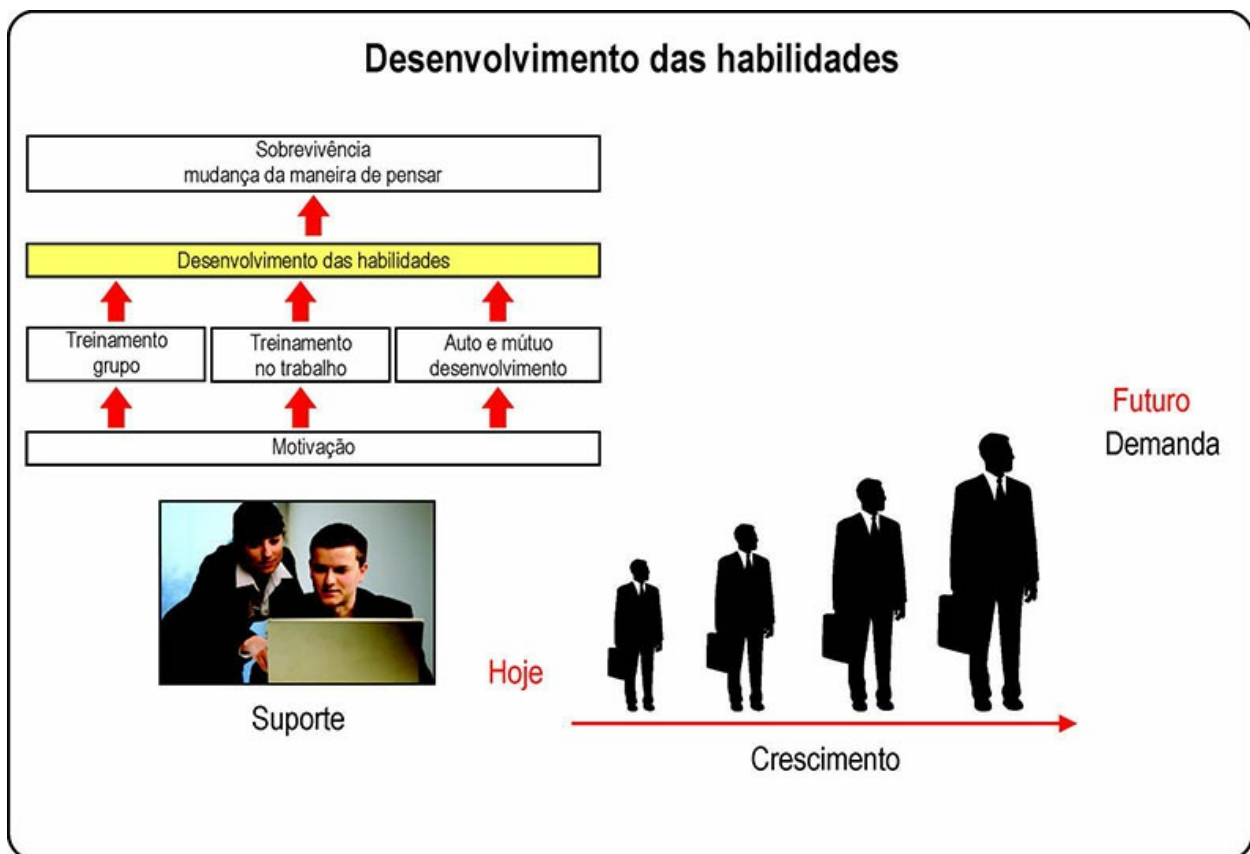 Desenvolvimento das habilidades
Sobrevivência
mudança da maneira de pensar
Desenvolvimento das habilidades
Treinamento
grupo
Treinamento
no trabalho
Auto e mútuo
desenvolvimento
Motivação
Suporte
Hoje
Crescimento
Futuro
Demanda